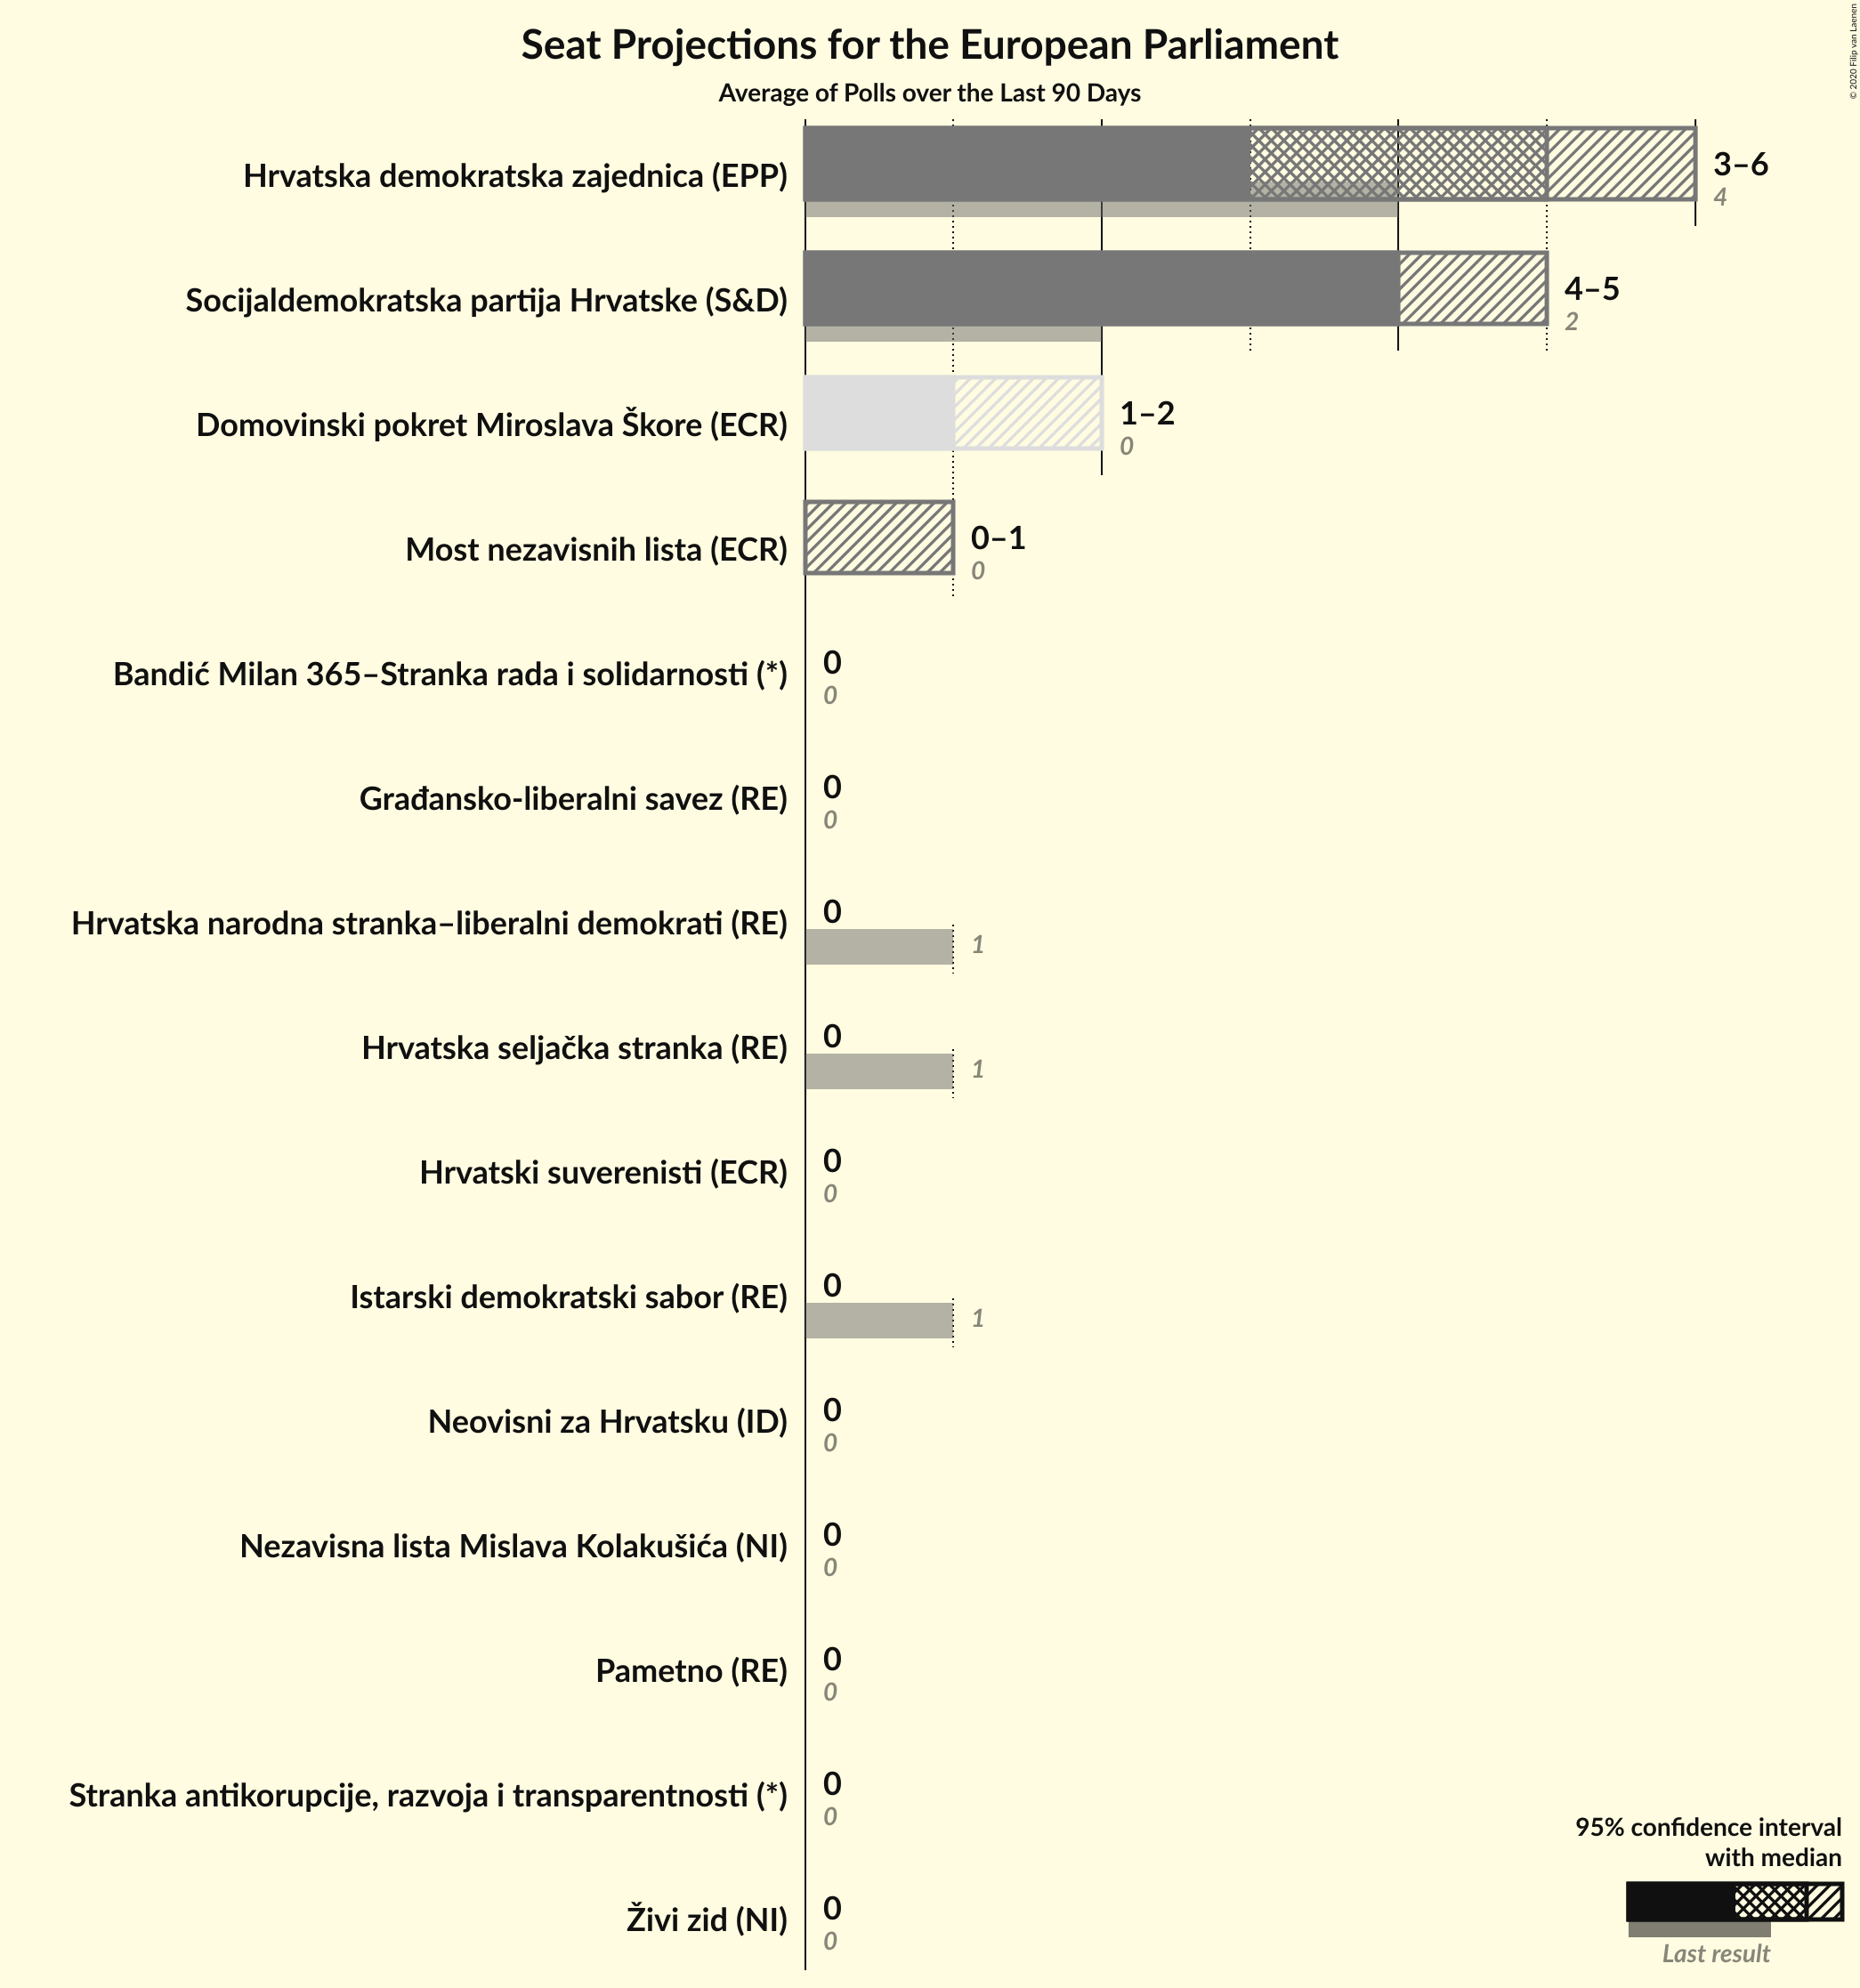 Seat Projections for the European Parliament
Average of Polls over the Last 90 Days
© 2020 Filip van Laenen
Hrvatska demokratska zajednica (EPP)
3–6
4
Socijaldemokratska partija Hrvatske (S&D)
4–5
2
Domovinski pokret Miroslava Škore (ECR)
1–2
0
Most nezavisnih lista (ECR)
0–1
0
Bandić Milan 365–Stranka rada i solidarnosti (*)
0
0
Građansko-liberalni savez (RE)
0
0
Hrvatska narodna stranka–liberalni demokrati (RE)
0
1
Hrvatska seljačka stranka (RE)
0
1
Hrvatski suverenisti (ECR)
0
0
Istarski demokratski sabor (RE)
0
1
Neovisni za Hrvatsku (ID)
0
0
Nezavisna lista Mislava Kolakušića (NI)
0
0
Pametno (RE)
0
0
Stranka antikorupcije, razvoja i transparentnosti (*)
0
0
Živi zid (NI)
0
0
95% confidence interval
with median
Last result